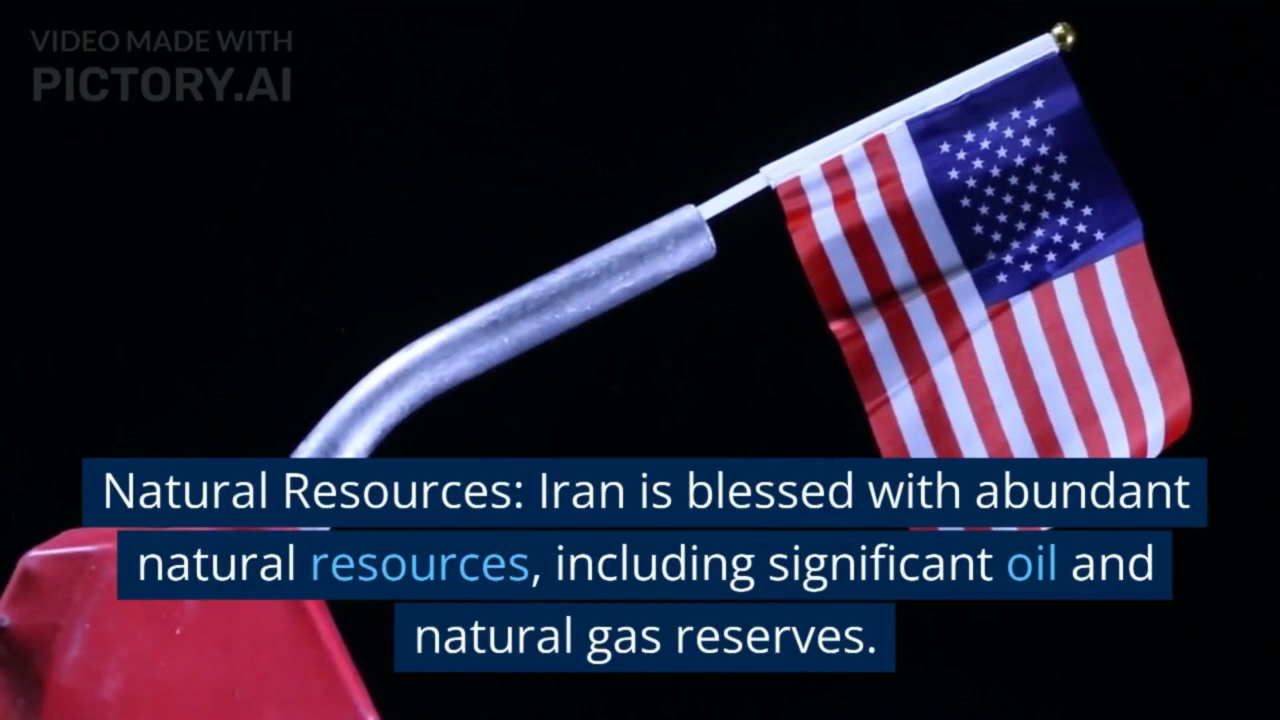 VIDEO MADE WITH
PICTORY.AI
Natural Resources: Iran is blessed with abundant
natural resources, including significant oil and
natural gas reserves.